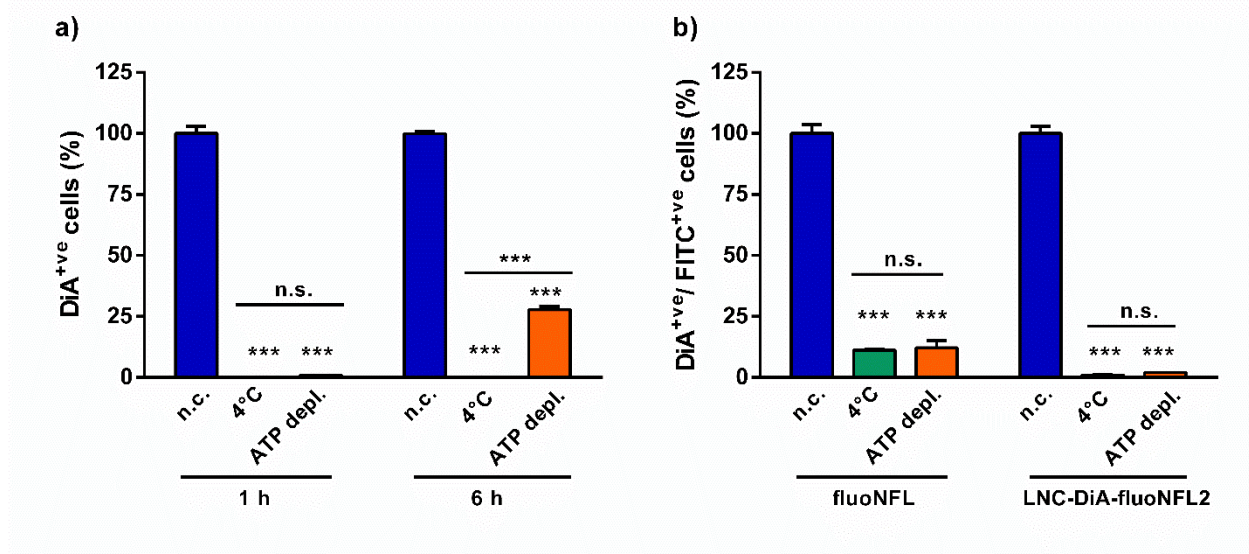 a)
DiA+ve cells (%)
125
100
75
50
25
0
n.s.
***
***
***
***
***
n.c.
4°C
ATP depl.
n.c.
4°C
ATP depl.
1 h
6 h
b)
DiA+ve/ FITC+ve cells (%)
125
100
75
50
25
0
n.s.
***
***
n.s.
***
***
n.c.
4°C
ATP depl.
n.c.
4°C
ATP depl.
fluoNFL
LNC-DiA-fluoNFL2